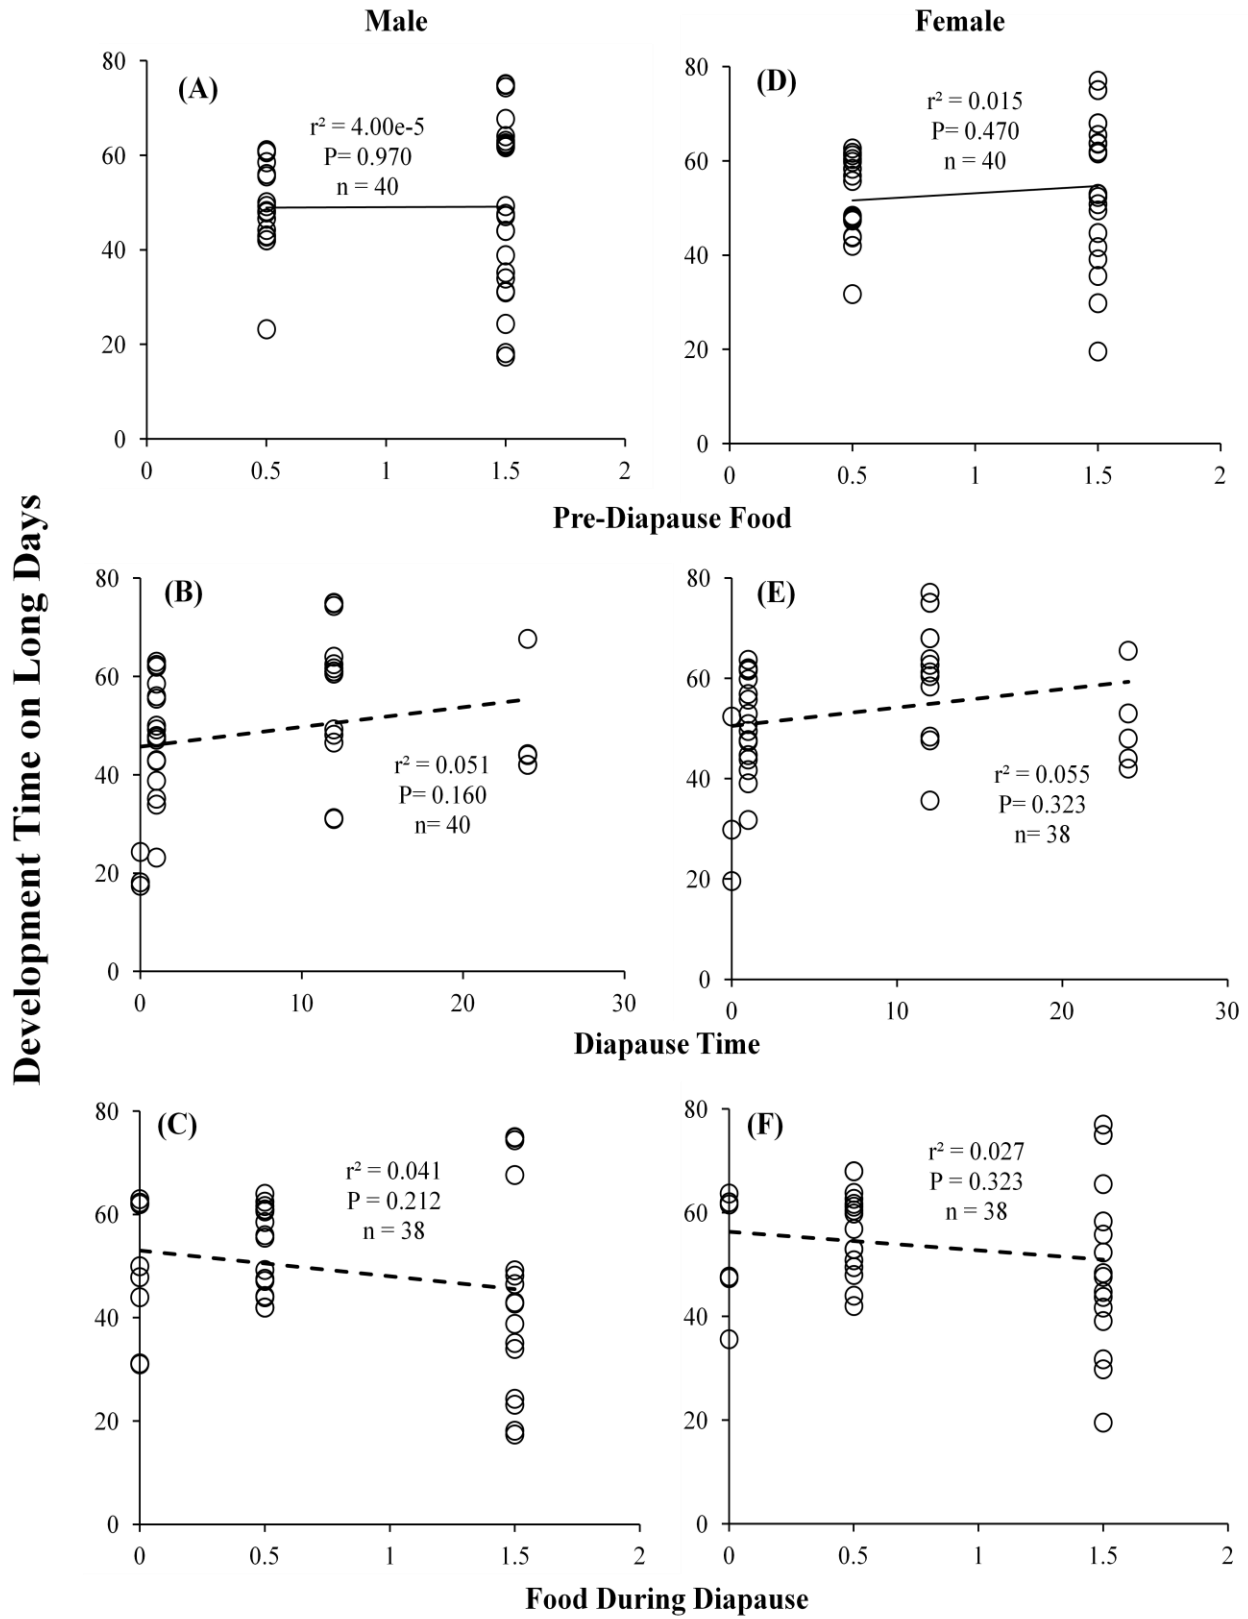 Male
Female
Development Time on Long Days
(A)
r² = 4.00e-5
P= 0.970
n = 40
80
60
40
20
0
0 0.5 1 1.5 2
(D)
r² = 0.015
P= 0.470
n = 40
80
60
40
20
0
0 0.5 1 1.5 2
Pre-Diapause Food
(B)
r² = 0.051
P= 0.160
n= 40
80
60
40
20
0
0 10 20 30
(E)
r² = 0.055
P= 0.323
n= 38
80
60
40
20
0
0 10 20 30
Diapause Time
(C)
r² = 0.041
P = 0.212
n = 38
80
60
40
20
0
0 0.5 1 1.5 2
(F)
r² = 0.027
P = 0.323
n = 38
80
60
40
20
0
0 0.5 1 1.5 2
Food During Diapause